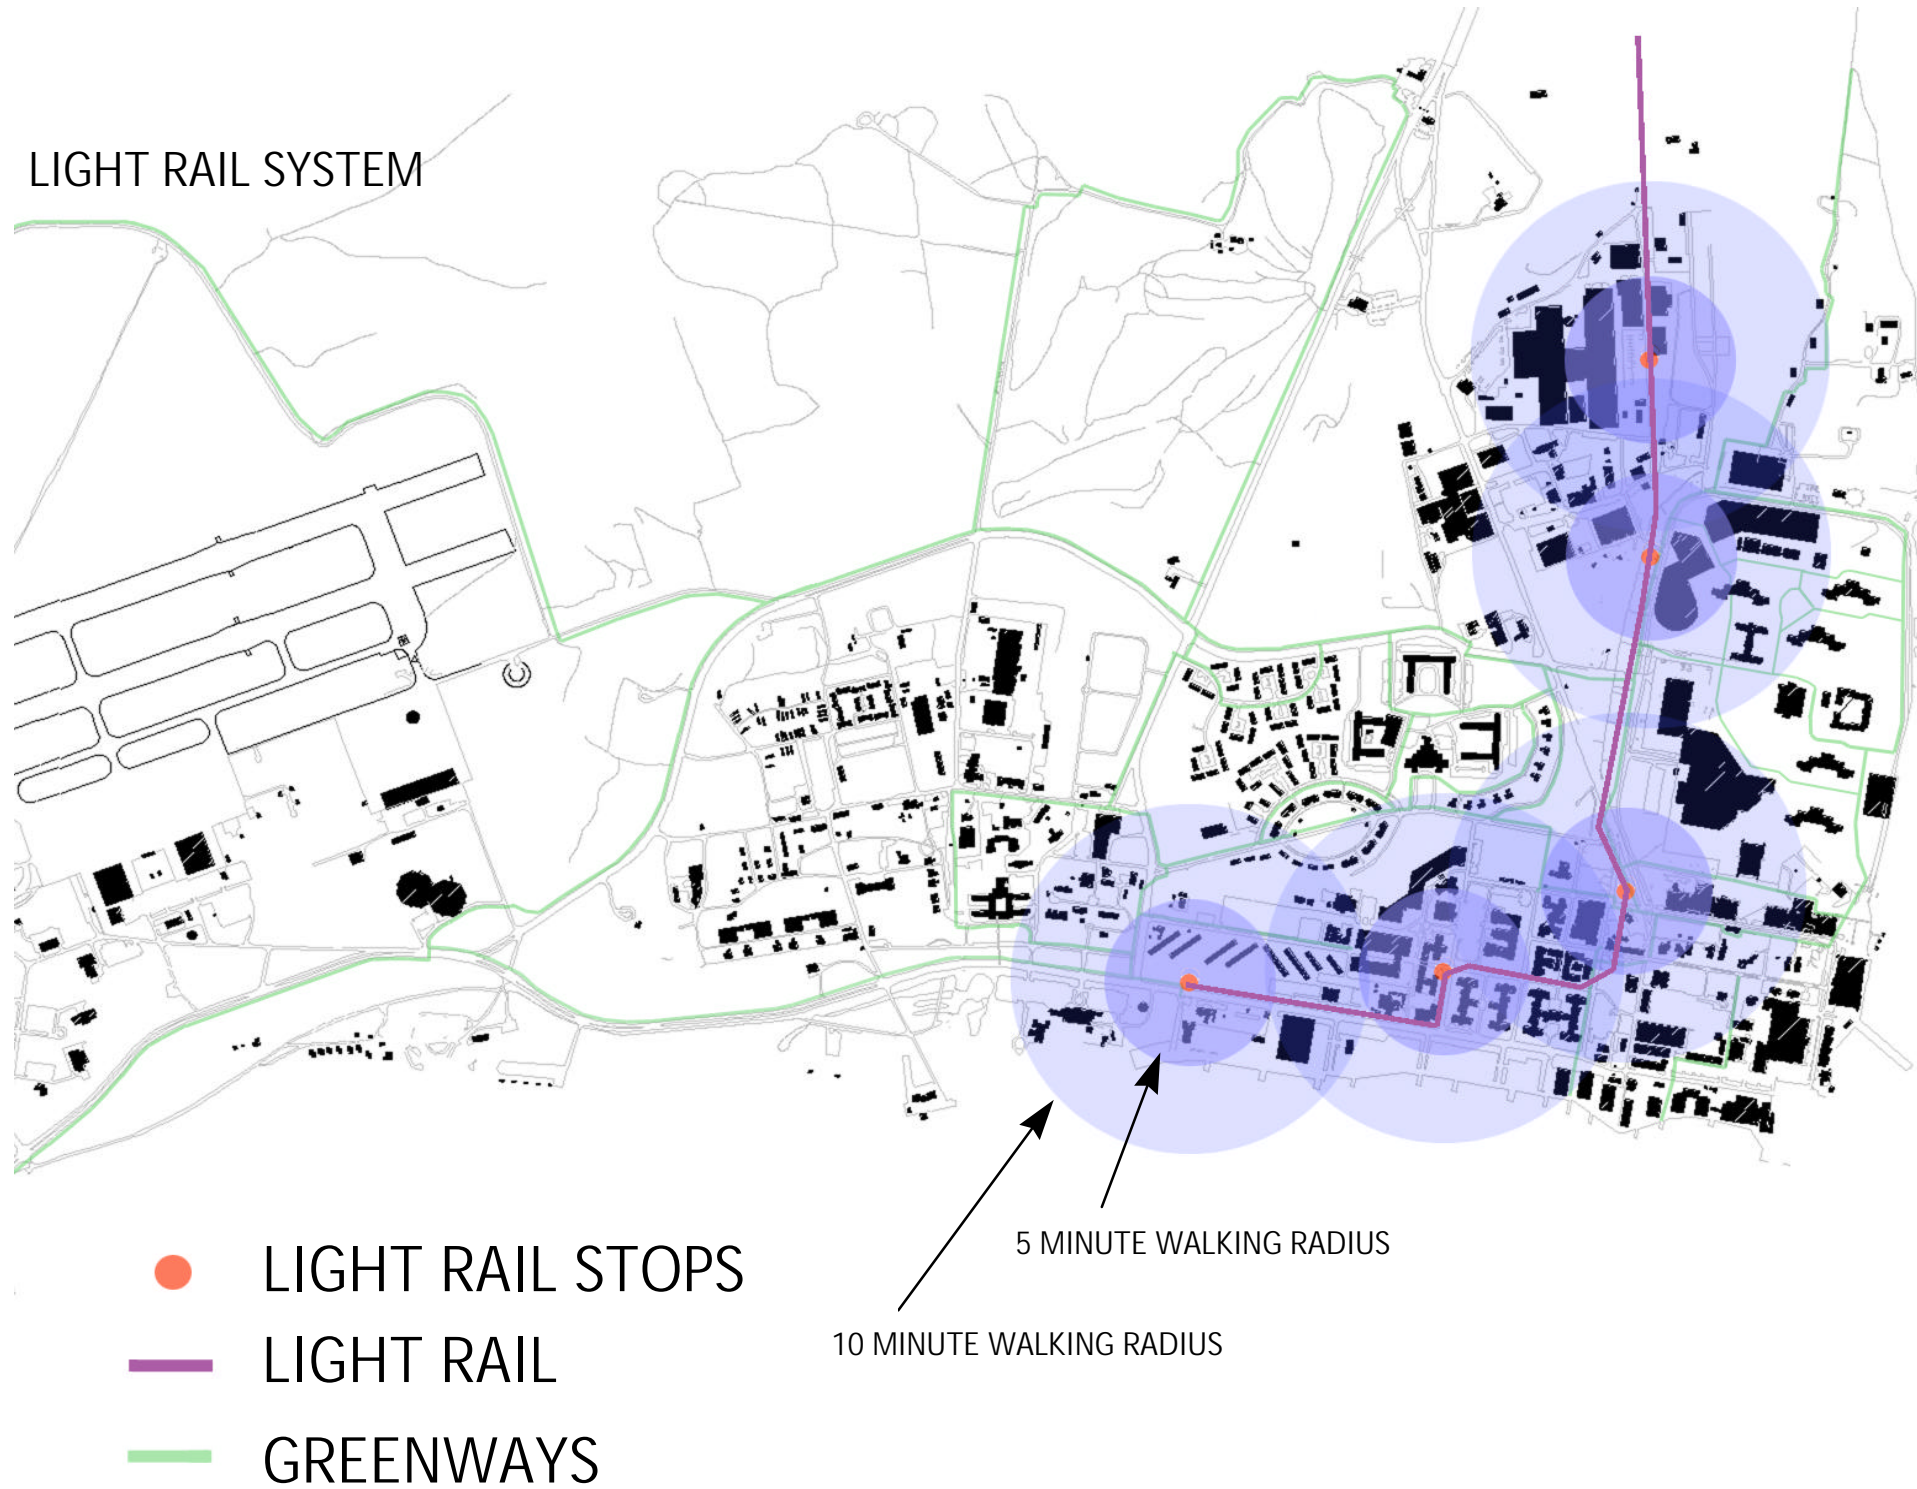 LIGHT RAIL SYSTEM
5 MINUTE WALKING RADIUS
10 MINUTE WALKING RADIUS
LIGHT RAIL STOPS
LIGHT RAIL
GREENWAYS